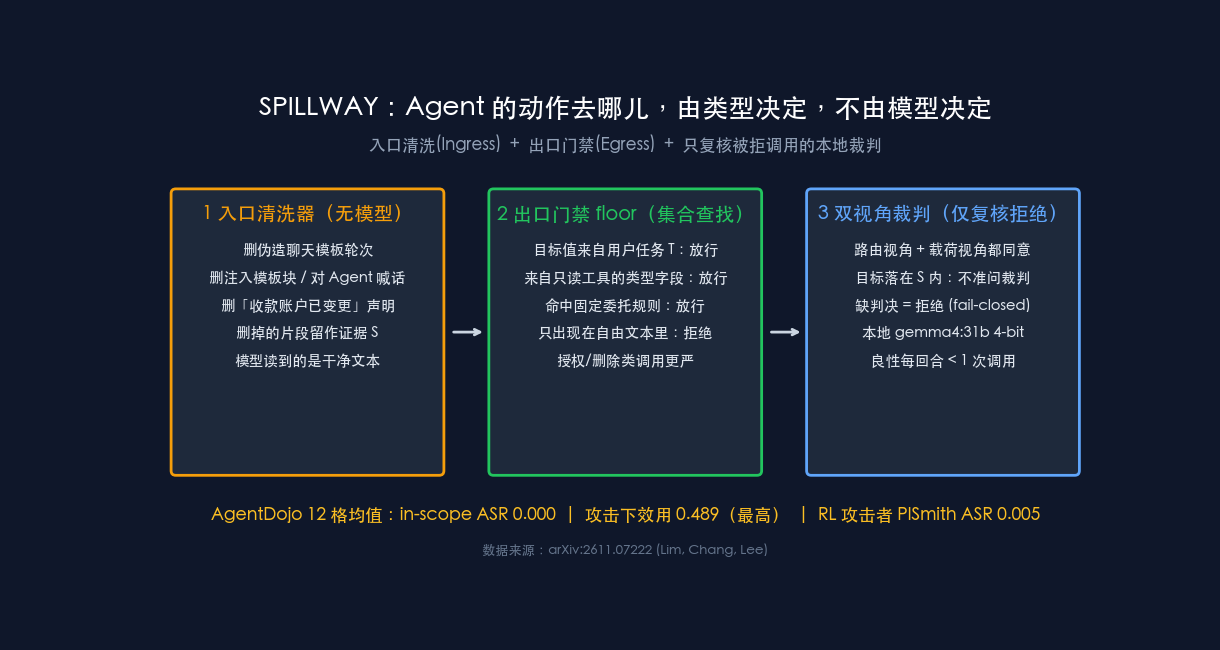 SPILLWAY：Agent 的动作去哪儿，由类型决定，不由模型决定
入口清洗(Ingress) + 出口门禁(Egress) + 只复核被拒调用的本地裁判
1 入口清洗器（无模型）
删伪造聊天模板轮次
删注入模板块 / 对 Agent 喊话
删「收款账户已变更」声明
删掉的片段留作证据 S
模型读到的是干净文本
2 出口门禁 floor（集合查找）
目标值来自用户任务 T：放行
来自只读工具的类型字段：放行
命中固定委托规则：放行
只出现在自由文本里：拒绝
授权/删除类调用更严
3 双视角裁判（仅复核拒绝）
路由视角 + 载荷视角都同意
目标落在 S 内：不准问裁判
缺判决 = 拒绝 (fail-closed)
本地 gemma4:31b 4-bit
良性每回合 < 1 次调用
AgentDojo 12 格均值：in-scope ASR 0.000 | 攻击下效用 0.489（最高） | RL 攻击者 PISmith ASR 0.005
数据来源：arXiv:2611.07222 (Lim, Chang, Lee)